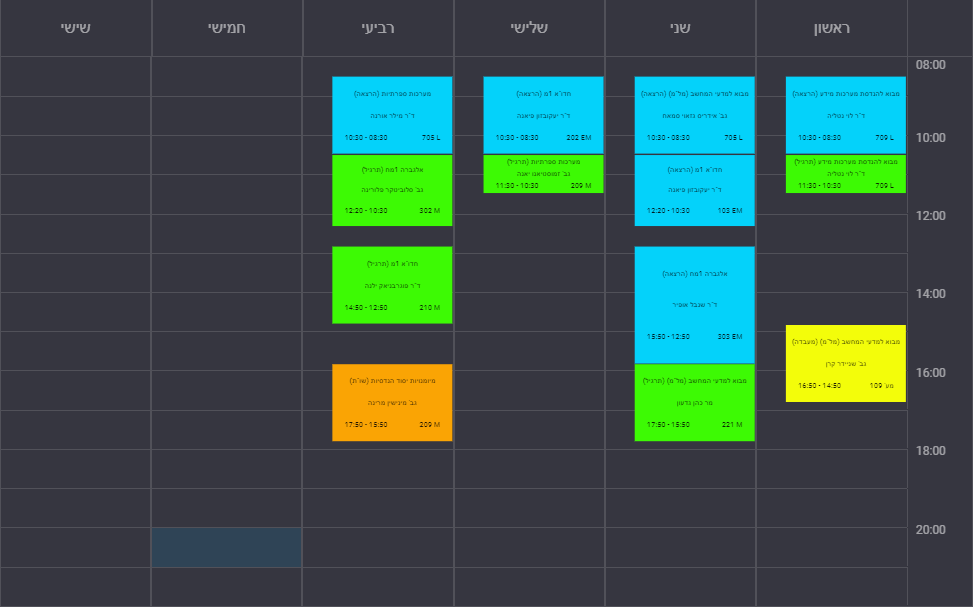 ראשון
שני
שלישי
רביעי
חמישי
שישי
08:00
10:00
12:00
14:00
16:00
18:00
20:00
מבוא להנדסת מערכות מידע (הרצאה)
ד"ר לוי נטליה
10:30 - 08:30 709 L
מבוא להנדסת מערכות מידע (תרגיל)
ד"ר לוי נטליה
11:30 - 10:30 709 L
מבוא למדעי המחשב (מל"מ) (מעבדה)
גב' שניידר קרן
16:50 - 14:50 מע' 109
מבוא למדעי המחשב (מל"מ) (הרצאה)
גב' אידריס נזאוי סמאח
10:30 - 08:30 705 L
חדו"א 1מ (הרצאה)
ד"ר יעקובזון פיאנה
12:20 - 10:30 103 EM
אלגברה 1מח (הרצאה)
ד"ר שנבל אופיר
15:50 - 12:50 303 EM
מבוא למדעי המחשב (מל"מ) (תרגיל)
מר כהן גדעון
17:50 - 15:50 221 M
חדו"א 1מ (הרצאה)
ד"ר יעקובזון פיאנה
10:30 - 08:30 202 EM
מערכות ספרתיות (תרגיל)
גב' זסוסטיאנו יאנה
11:30 - 10:30 209 M
מערכות ספרתיות (הרצאה)
ד"ר מילר אורנה
10:30 - 08:30 705 L
אלגברה 1מח (תרגיל)
גב' סלוביטקר פלורינה
12:20 - 10:30 302 M
חדו"א 1מ (תרגיל)
ד"ר פוגרבניאק ילנה
14:50 - 12:50 210 M
מיומנויות יסוד הנדסיות (שו"ת)
גב' מינישין מרינה
17:50 - 15:50 209 M